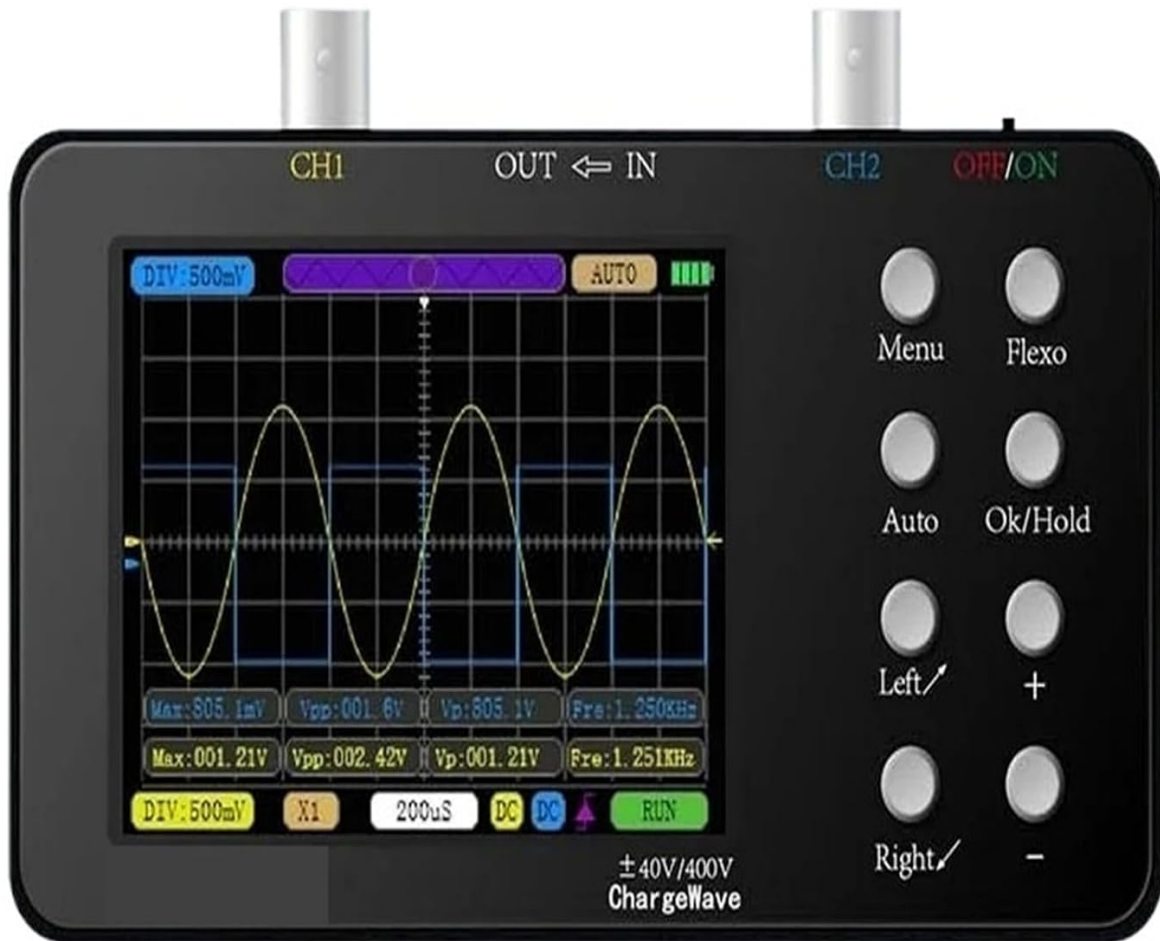 CH1 OUT ⇦ IN CH2 OFF/ON
DIV:500mV AUTO
Menu Flexo
Auto Ok/Hold
Left↗ +
Max:805.1mV Vpp:001.6V Vp:805.1V Fre:1.250KHz
Max:001.21V Vpp:002.42V Vp:001.21V Fre:1.251KHz
DIV:500mV X1 200uS DC DC RUN
Right↙ −
±40V/400V
ChargeWave